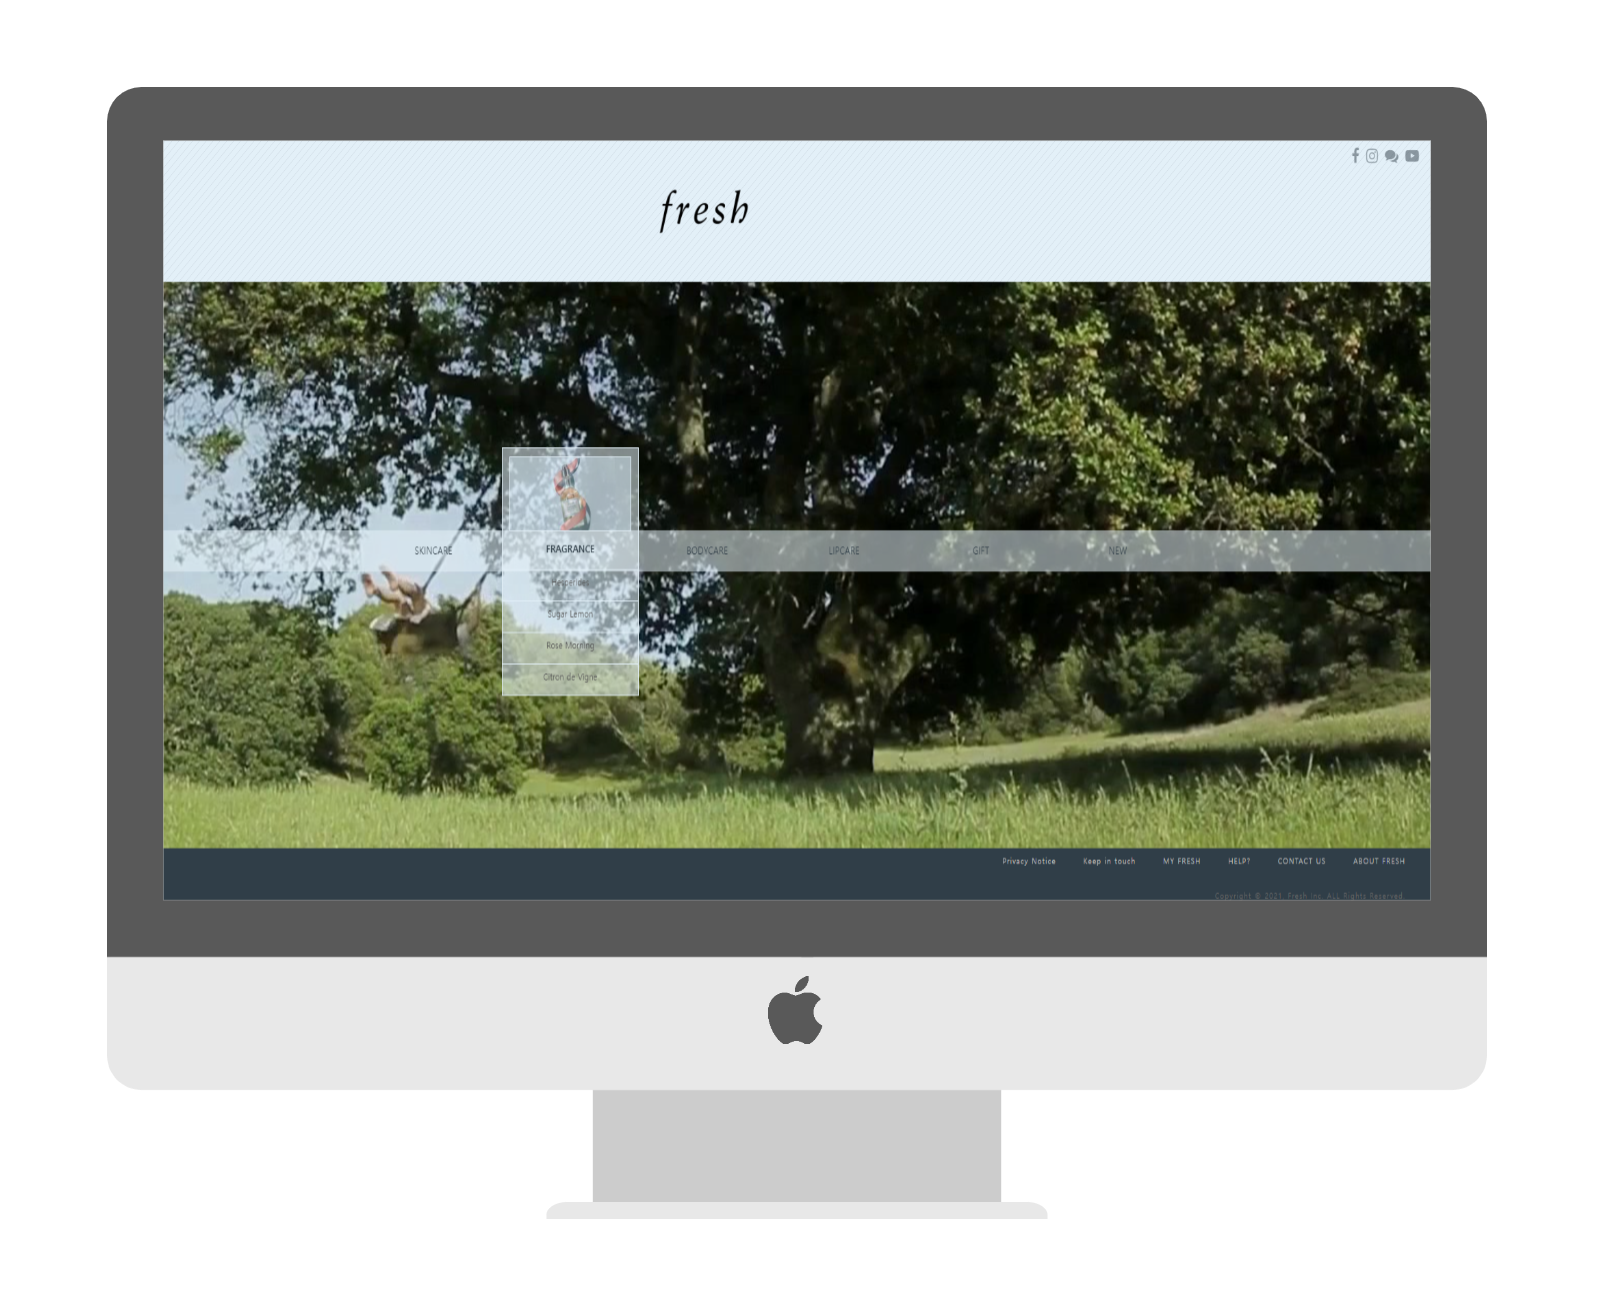 fresh
SKINCARE FRAGRANCE BODYCARE LIPCARE GIFT NEW
Hesperides
Sugar Lemon
Rose Morning
Citron de Vigne
Privacy Notice Keep in touch MY FRESH HELP? CONTACT US ABOUT FRESH
Copyright © 2021. Fresh Inc. ALL Rights Reserved.